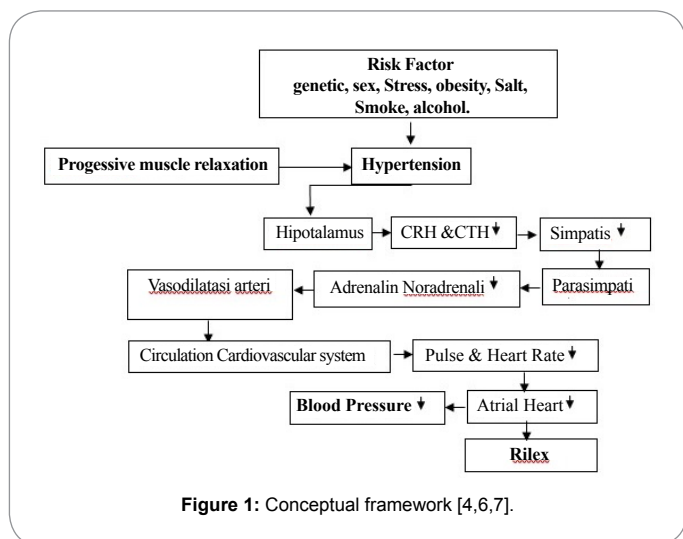 Risk Factor
genetic, sex, Stress, obesity, Salt,
Smoke, alcohol.
Progessive muscle relaxation
Hypertension
Hipotalamus
CRH &CTH
Simpatis
Vasodilatasi arteri
Adrenalin Noradrenali
Parasimpati
Circulation Cardiovascular system
Pulse & Heart Rate
Blood Pressure
Atrial Heart
Rilex
Figure 1: Conceptual framework [4,6,7].